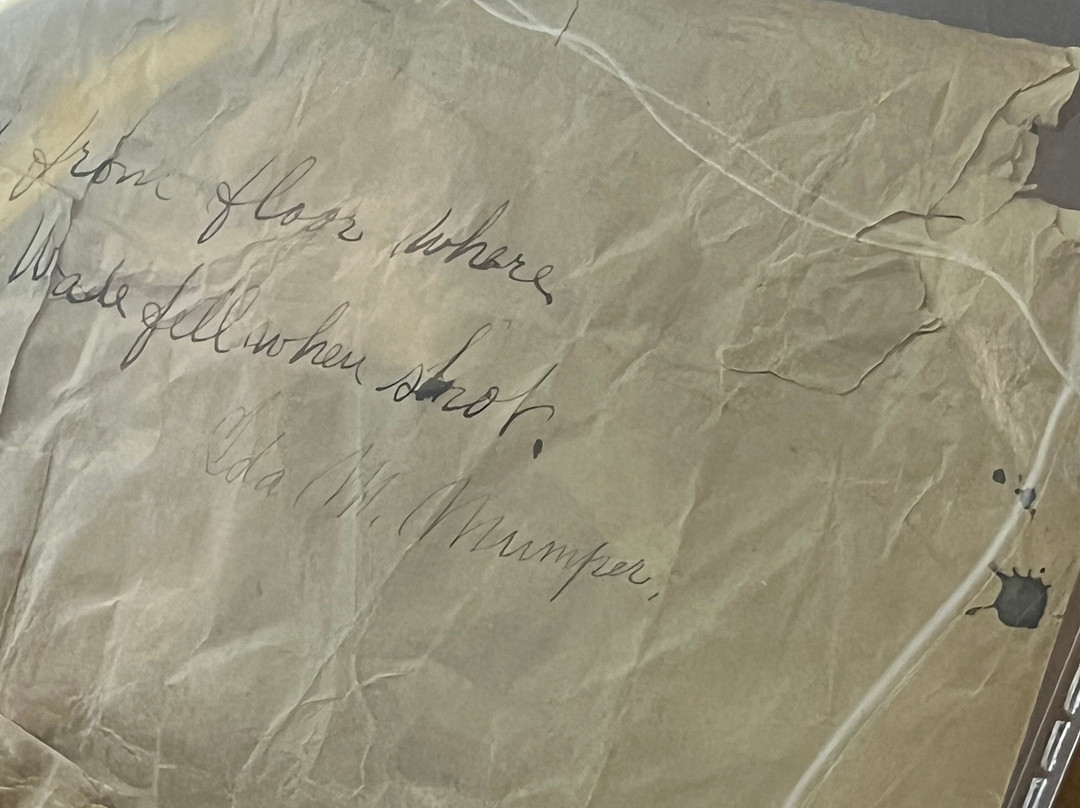 from floor where
Wade fell when shot.
Ida M. Mumper.